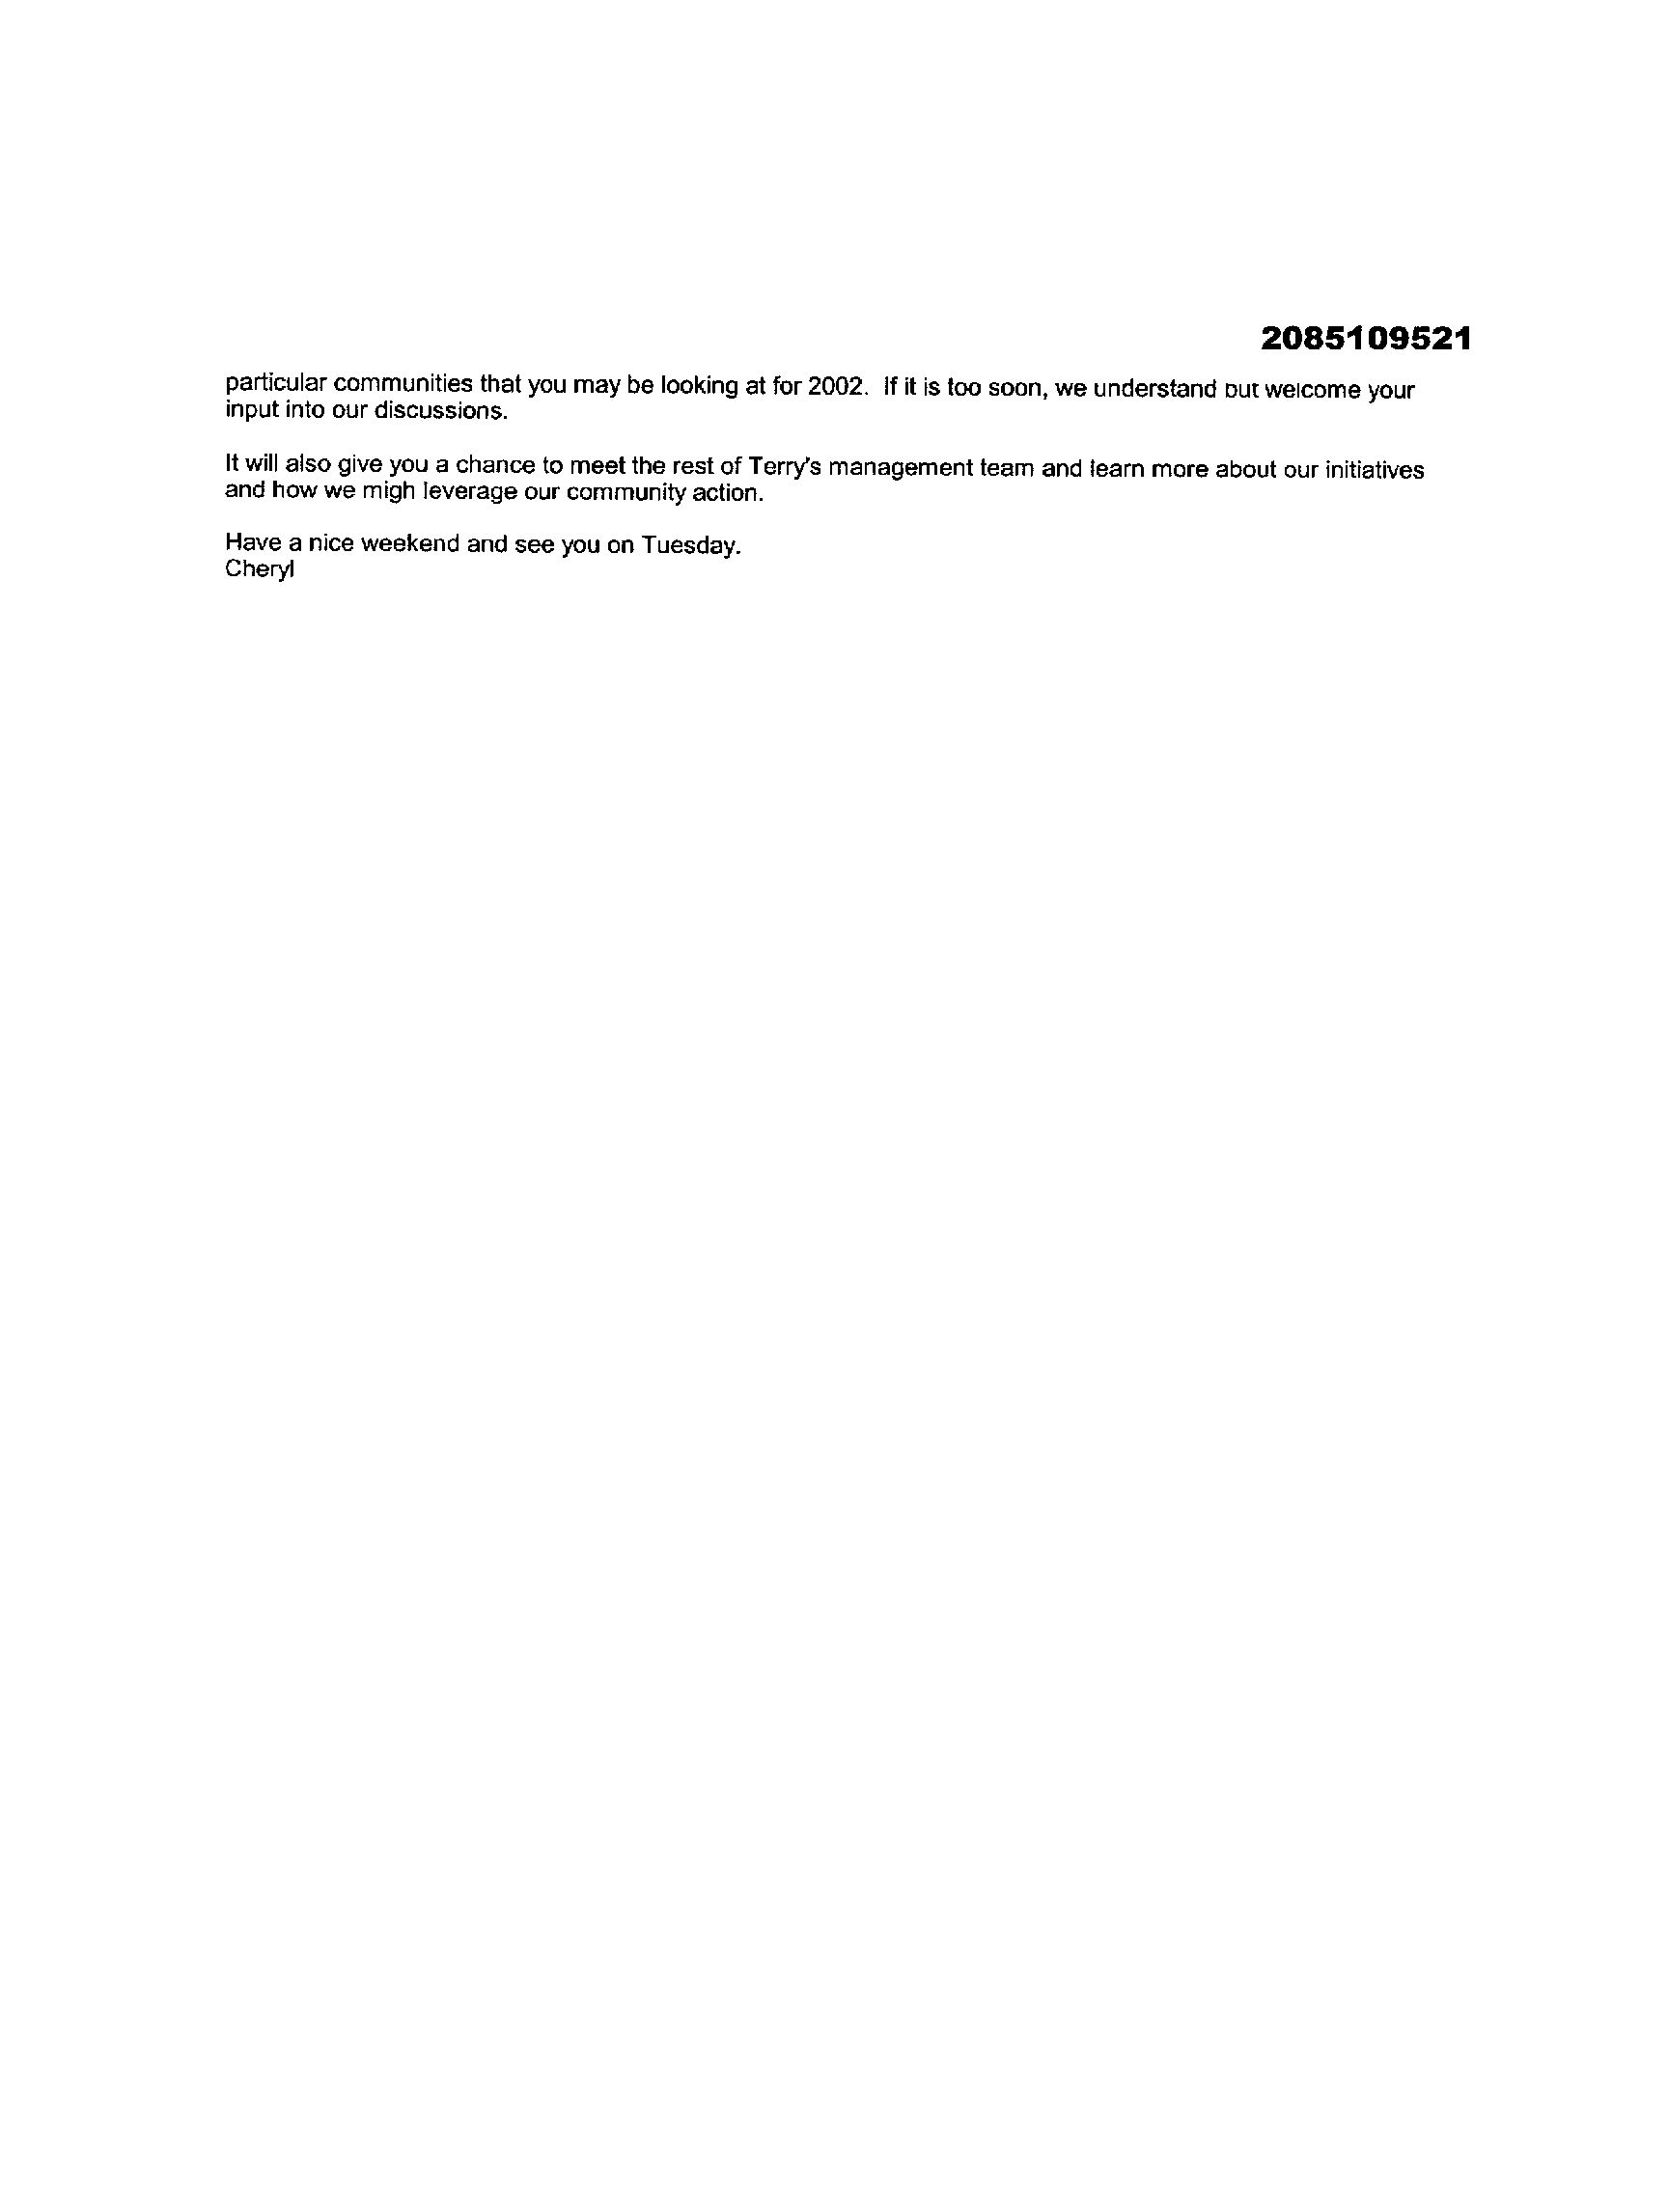 2085109521
particular communities that you may be looking at for 2002. If it is too soon, we understand but welcome your
input into our discussions.
It will also give you a chance to meet the rest of Terry's management team and learn more about our initiatives
and how we migh leverage our community action.
Have a nice weekend and see you on Tuesday.
Cheryl